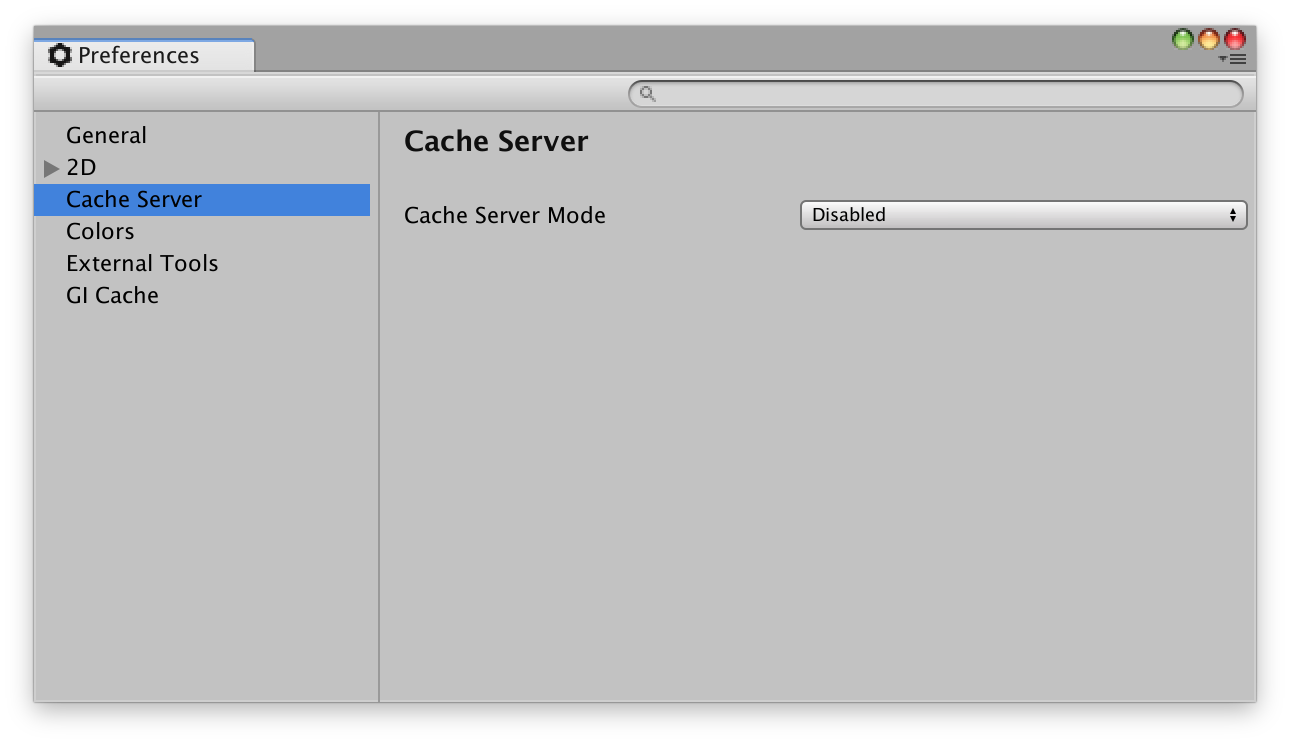 Preferences
General
2D
Cache Server
Colors
External Tools
GI Cache
Cache Server
Cache Server Mode Disabled